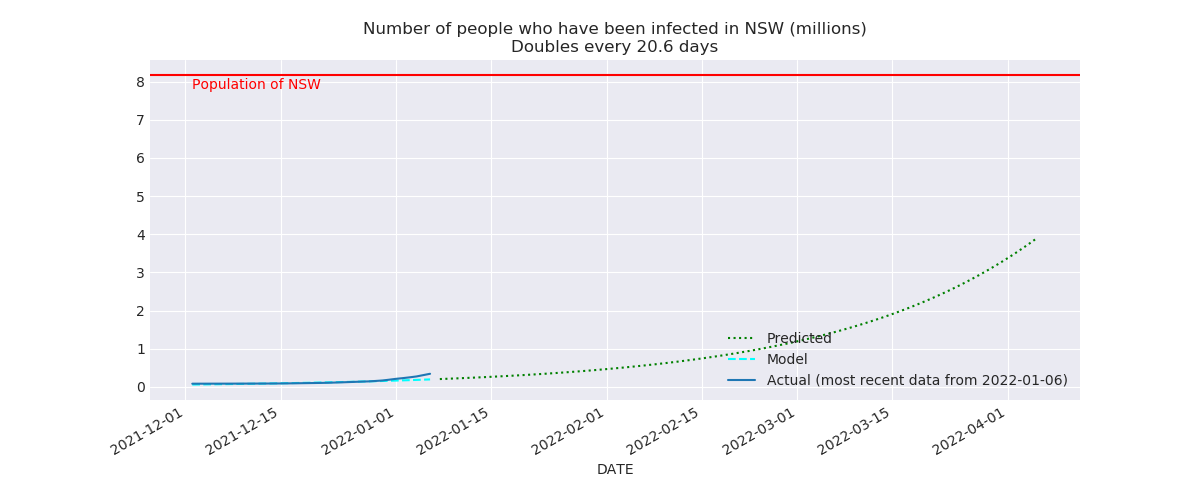 Number of people who have been infected in NSW (millions)
Doubles every 20.6 days
8
Population of NSW
7
6
5
4
3
2
1
0
Predicted
Model
Actual (most recent data from 2022-01-06)
2021-12-01
2021-12-15
2022-01-01
2022-01-15
2022-02-01
2022-02-15
2022-03-01
2022-03-15
2022-04-01
DATE